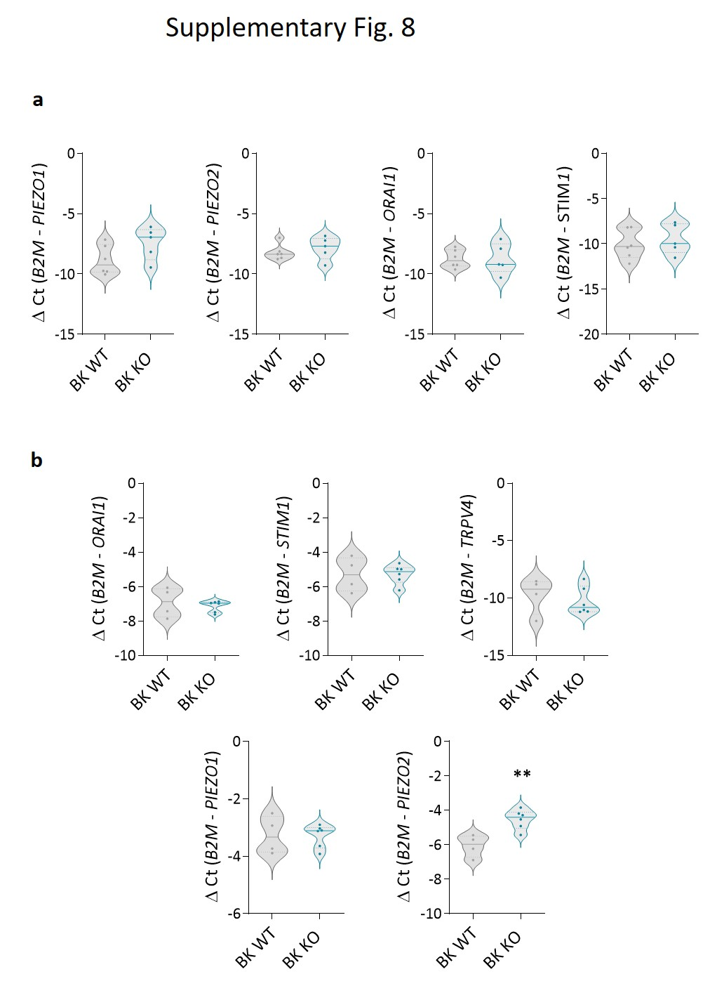 Supplementary Fig. 8
a
Δ Ct (B2M - PIEZO1)
0
-5
-10
-15
BK WT
BK KO
Δ Ct (B2M - PIEZO2)
0
-5
-10
-15
BK WT
BK KO
Δ Ct (B2M - ORAI1)
0
-5
-10
-15
BK WT
BK KO
Δ Ct (B2M - STIM1)
0
-5
-10
-15
-20
BK WT
BK KO
b
Δ Ct (B2M - ORAI1)
0
-2
-4
-6
-8
-10
BK WT
BK KO
Δ Ct (B2M - STIM1)
0
-2
-4
-6
-8
-10
BK WT
BK KO
Δ Ct (B2M - TRPV4)
0
-5
-10
-15
BK WT
BK KO
Δ Ct (B2M - PIEZO1)
0
-2
-4
-6
BK WT
BK KO
Δ Ct (B2M - PIEZO2)
0
-2
-4
-6
-8
-10
**
BK WT
BK KO